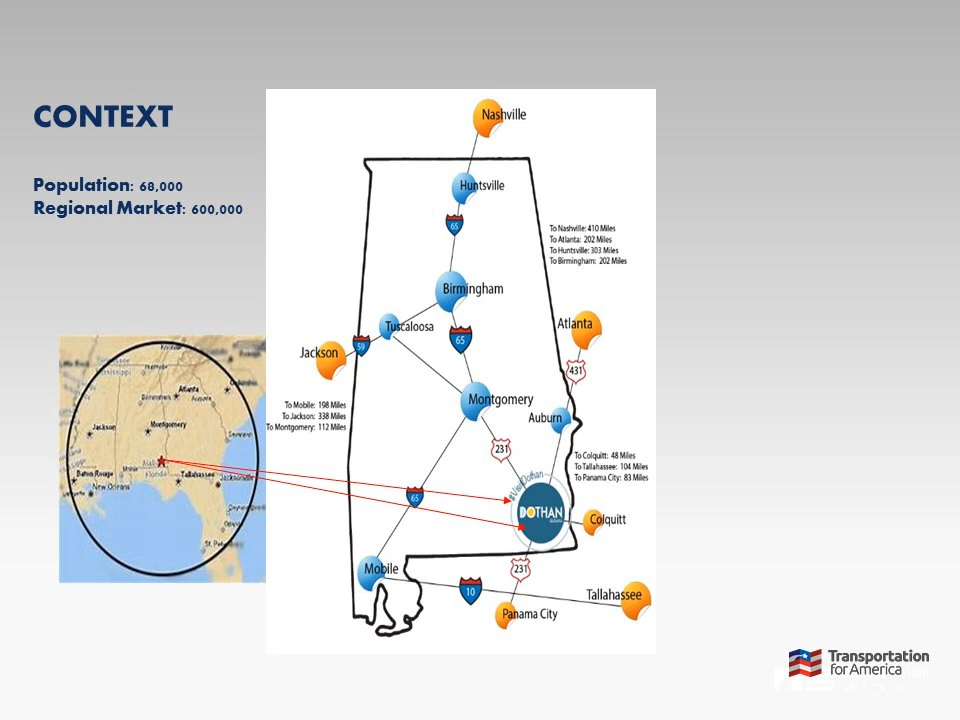 CONTEXT
Population: 68,000
Regional Market: 600,000
Nashville
Huntsville
65
To Nashville: 410 Miles
To Atlanta: 202 Miles
To Huntsville: 303 Miles
To Birmingham: 202 Miles
Birmingham
Tuscaloosa
Atlanta
65
59
Jackson
431
Montgomery
To Mobile: 198 Miles
To Jackson: 338 Miles
To Montgomery: 112 Miles
Auburn
231
To Colquitt: 48 Miles
To Tallahassee: 104 Miles
To Panama City: 83 Miles
#VisitDothan
65
DOTHAN
Colquitt
Mobile
231
10
Tallahassee
Panama City
Atlanta
Jackson
Montgomery
Mobile
Florida
Tallahassee
Jacksonville
Baton Rouge
New Orleans
Transportation
for America